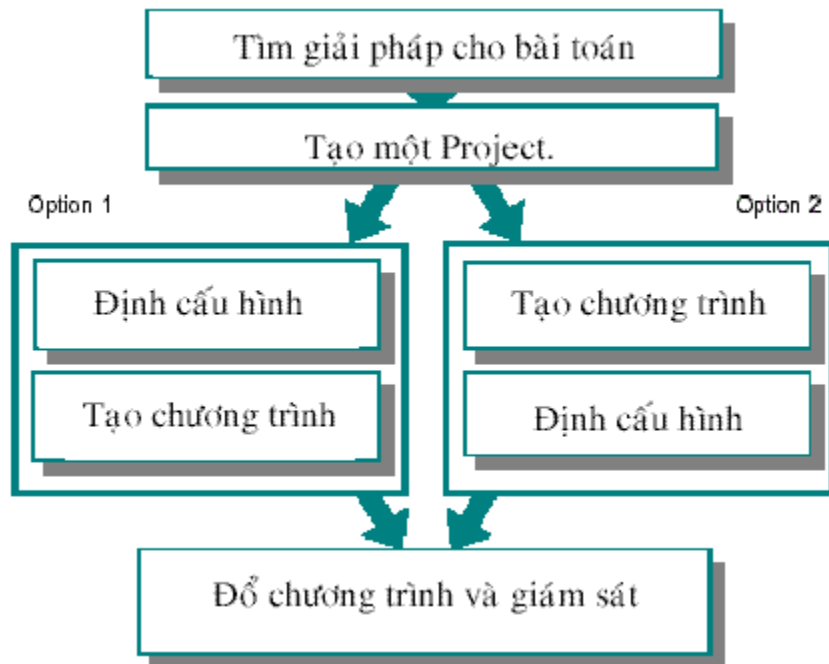 Tìm giải pháp cho bài toán
Tạo một Project.
Option 1
Option 2
Định cấu hình
Tạo chương trình
Tạo chương trình
Định cấu hình
Đổ chương trình và giám sát